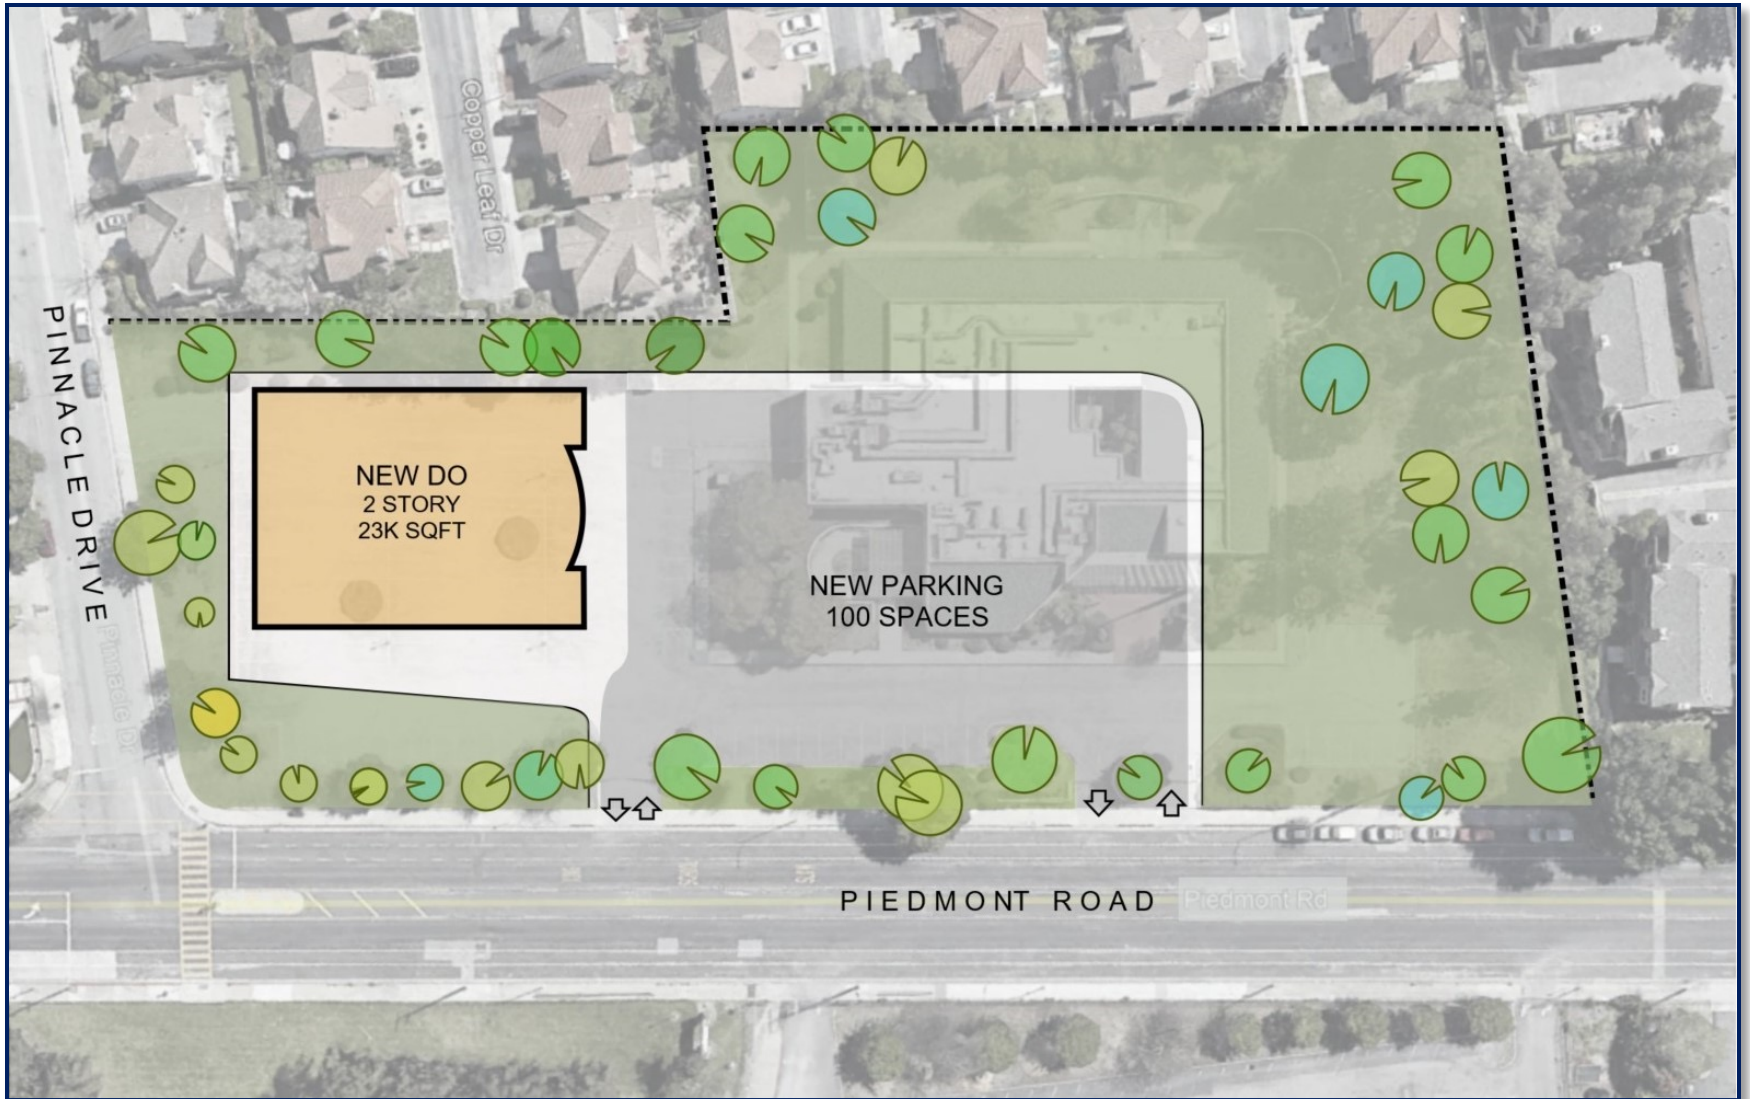 Copper Leaf Dr
PINNACLE DRIVE
Pinnacle Dr
NEW DO
2 STORY
23K SQFT
NEW PARKING
100 SPACES
PIEDMONT ROAD
Piedmont Rd